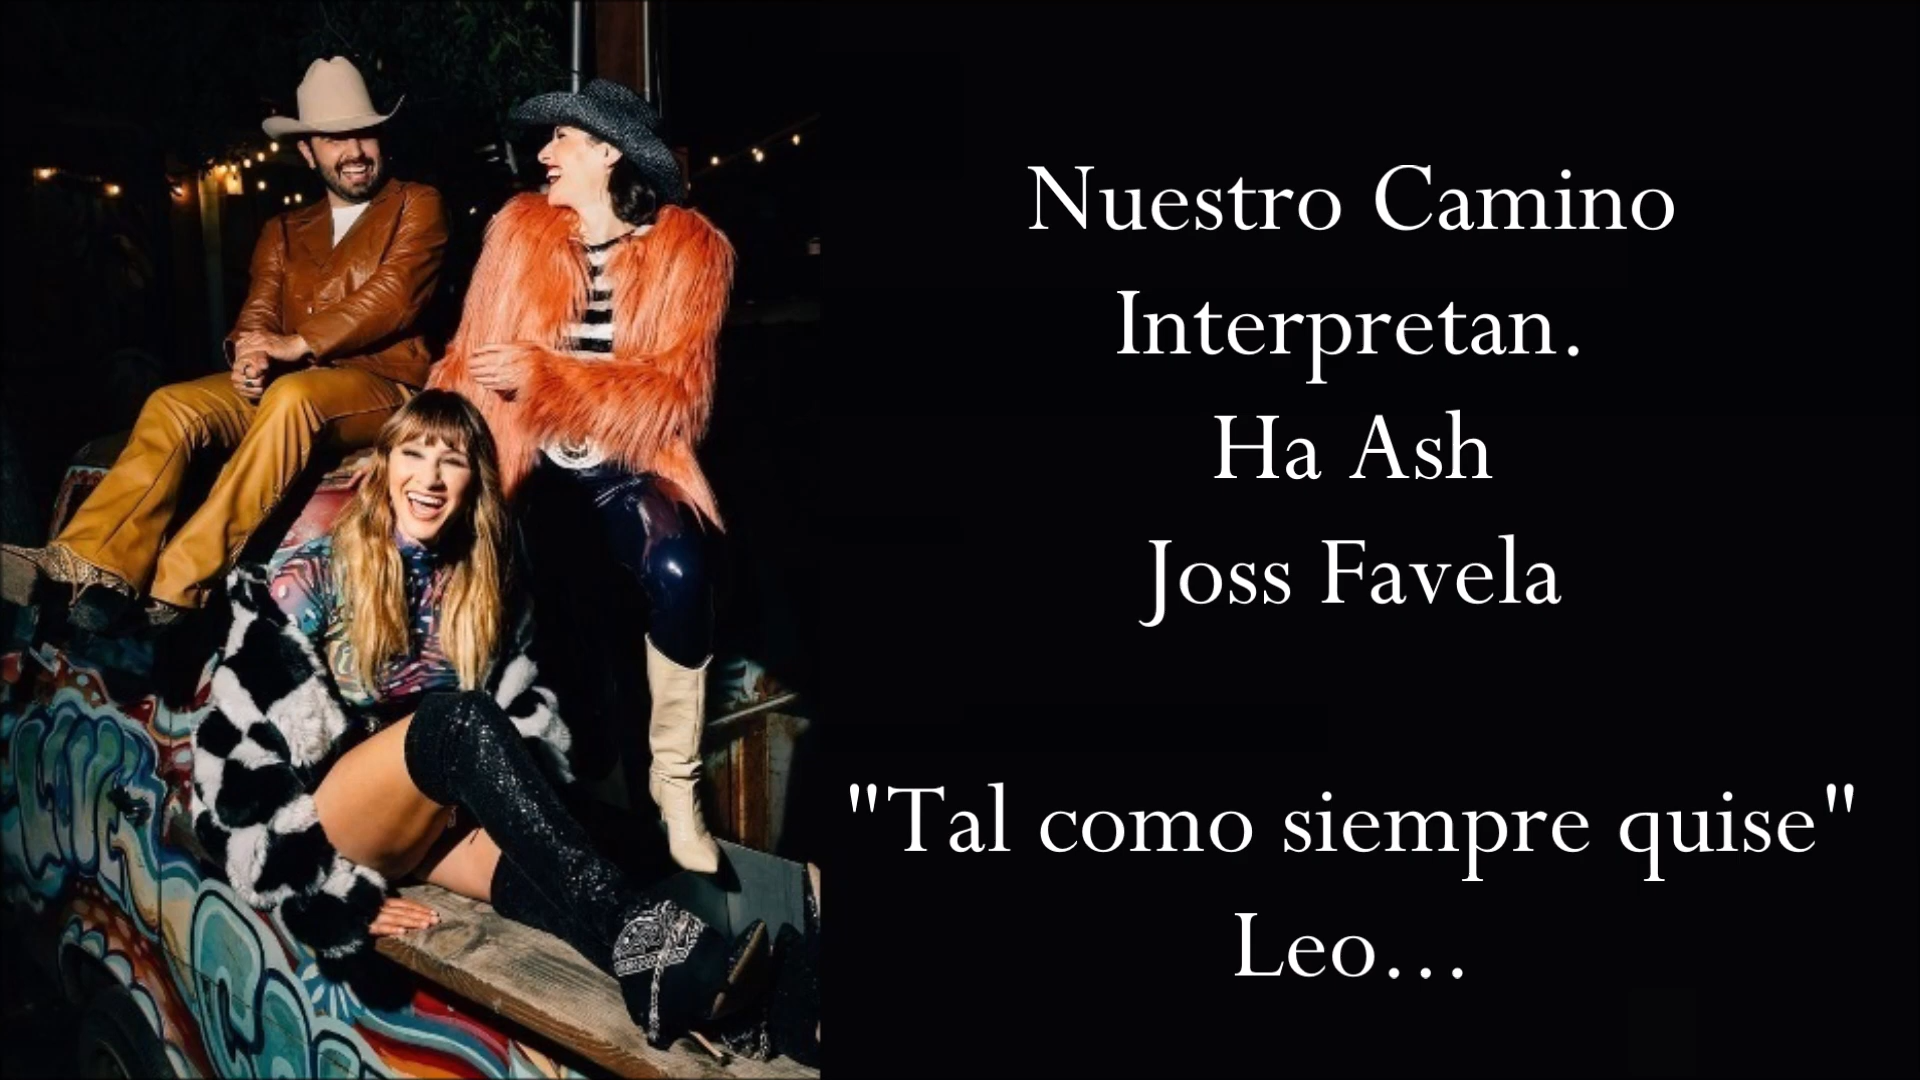 Nuestro Camino
Interpretan.
Ha Ash
Joss Favela
"Tal como siempre quise"
Leo...